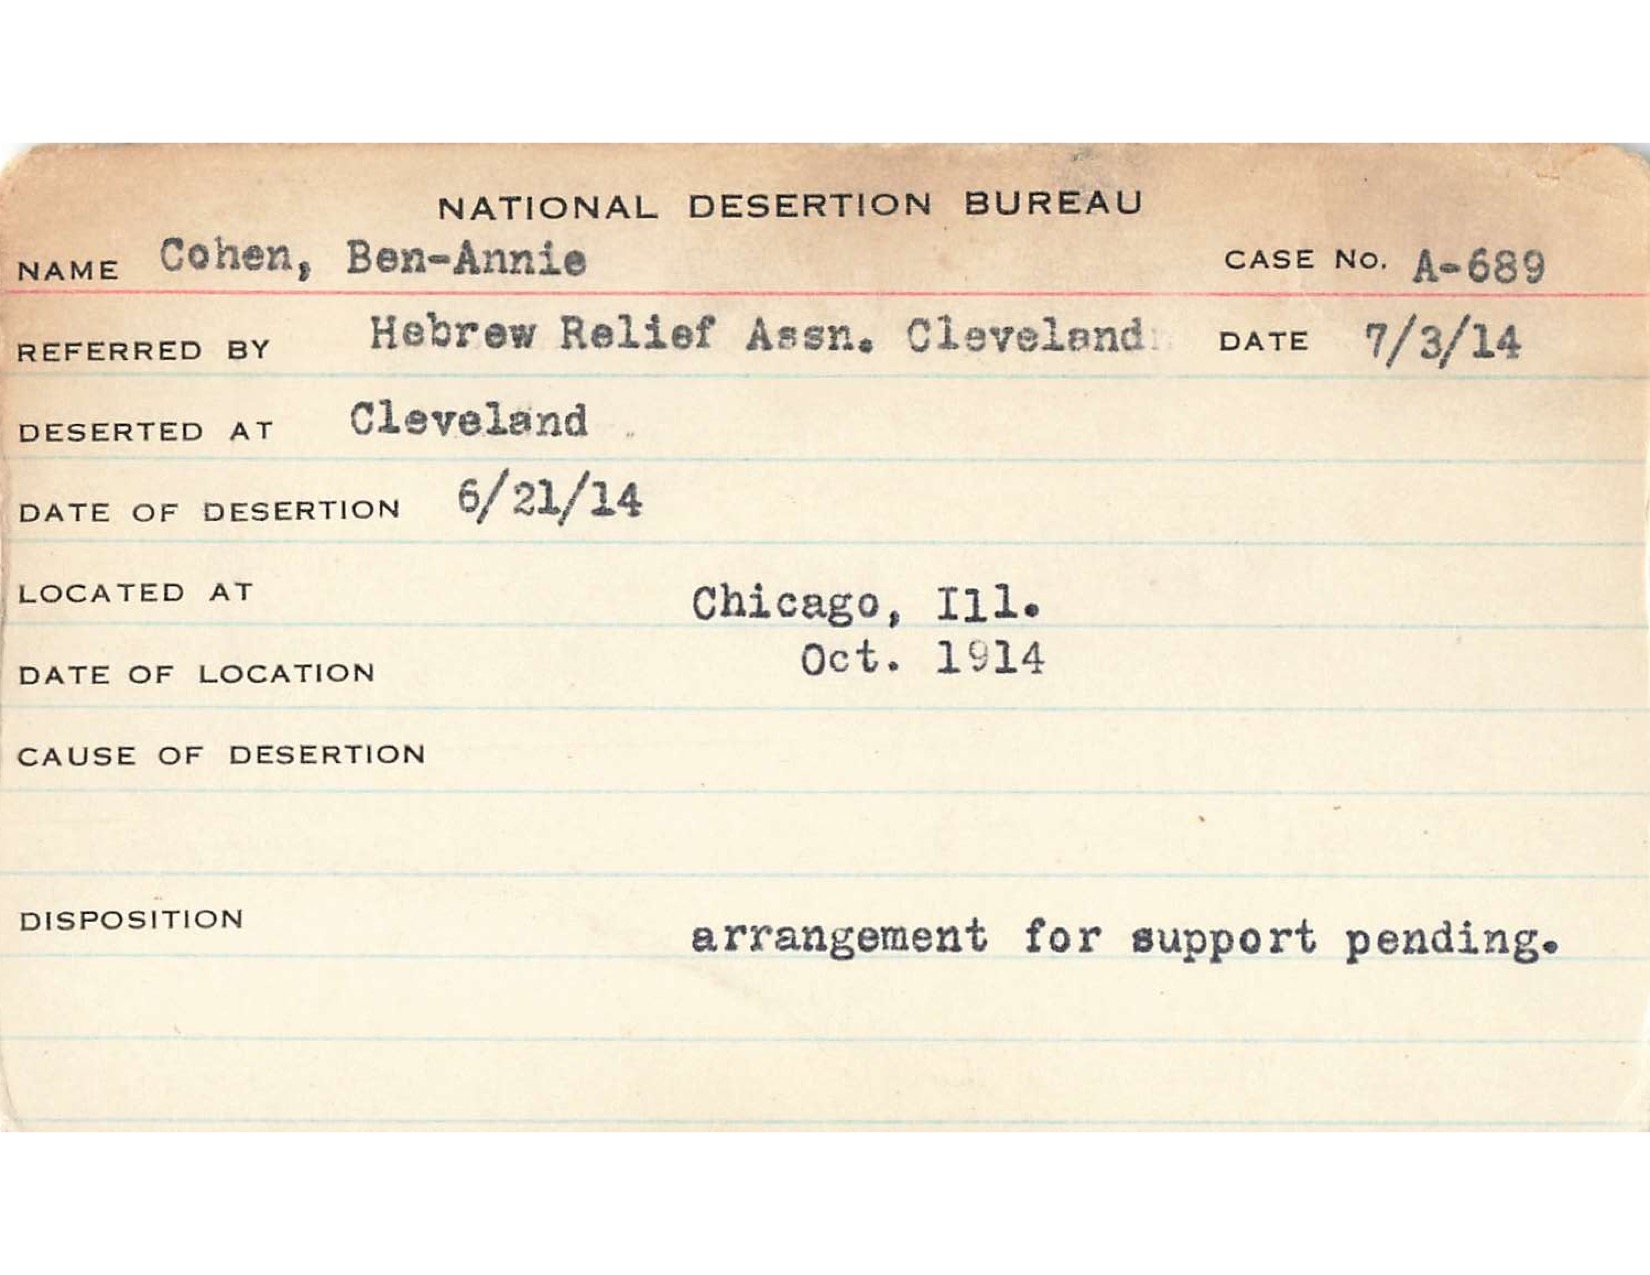 NATIONAL DESERTION BUREAU
NAME Cohen, Ben-Annie CASE No. A-689
REFERRED BY Hebrew Relief Assn. Cleveland DATE 7/3/14
DESERTED AT Cleveland
DATE OF DESERTION 6/21/14
LOCATED AT Chicago, Ill.
DATE OF LOCATION Oct. 1914
CAUSE OF DESERTION
DISPOSITION arrangement for support pending.